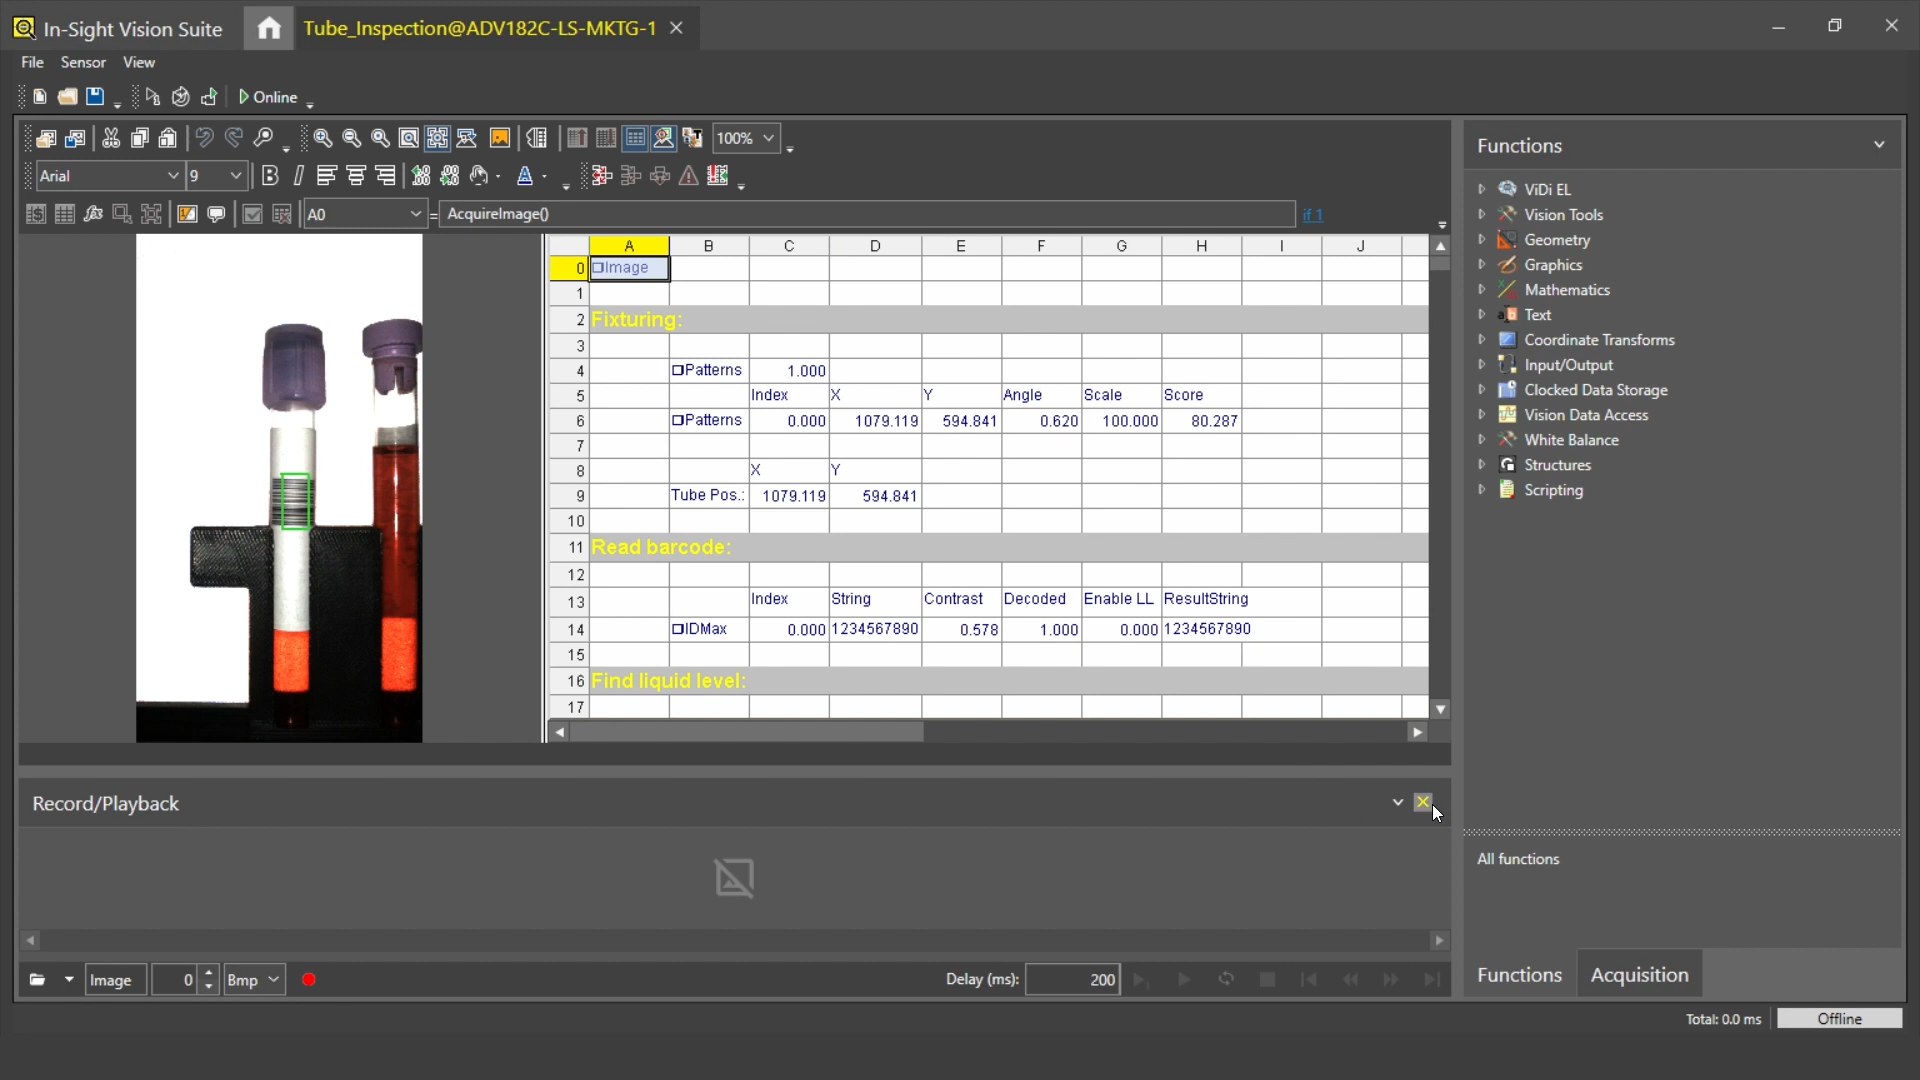 In-Sight Vision Suite
Tube_Inspection@ADV182C-LS-MKTG-1
File Sensor View
Online
100%
Arial 9
A0 = AcquireImage() if 1
A B C D E F G H I J
0 Image
1
2 Fixturing:
3
4 Patterns 1.000
5 Index X Y Angle Scale Score
6 Patterns 0.000 1079.119 594.841 0.620 100.000 80.287
7
8 X Y
9 Tube Pos.: 1079.119 594.841
10
11 Read barcode:
12
13 Index String Contrast Decoded Enable LL ResultString
14 IDMax 0.000 1234567890 0.578 1.000 0.000 1234567890
15
16 Find liquid level:
17
Functions
ViDi EL
Vision Tools
Geometry
Graphics
Mathematics
Text
Coordinate Transforms
Input/Output
Clocked Data Storage
Vision Data Access
White Balance
Structures
Scripting
All functions
Functions Acquisition
Record/Playback
Image 0 Bmp Delay (ms): 200
Total: 0.0 ms Offline